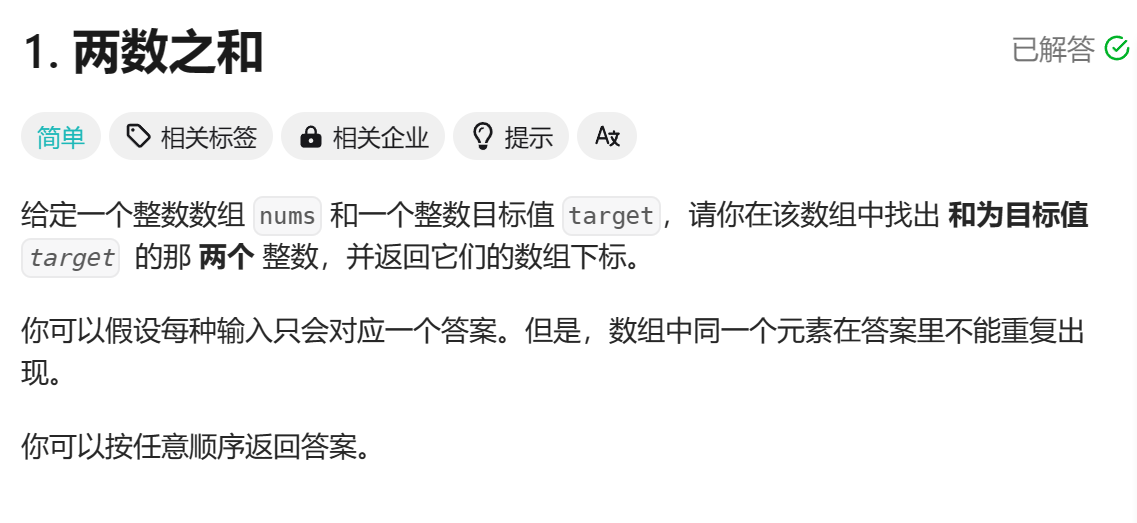 1. 两数之和
已解答
简单 相关标签 相关企业 提示 A文
给定一个整数数组 nums 和一个整数目标值 target，请你在该数组中找出 和为目标值
target 的那 两个 整数，并返回它们的数组下标。
你可以假设每种输入只会对应一个答案。但是，数组中同一个元素在答案里不能重复出
现。
你可以按任意顺序返回答案。